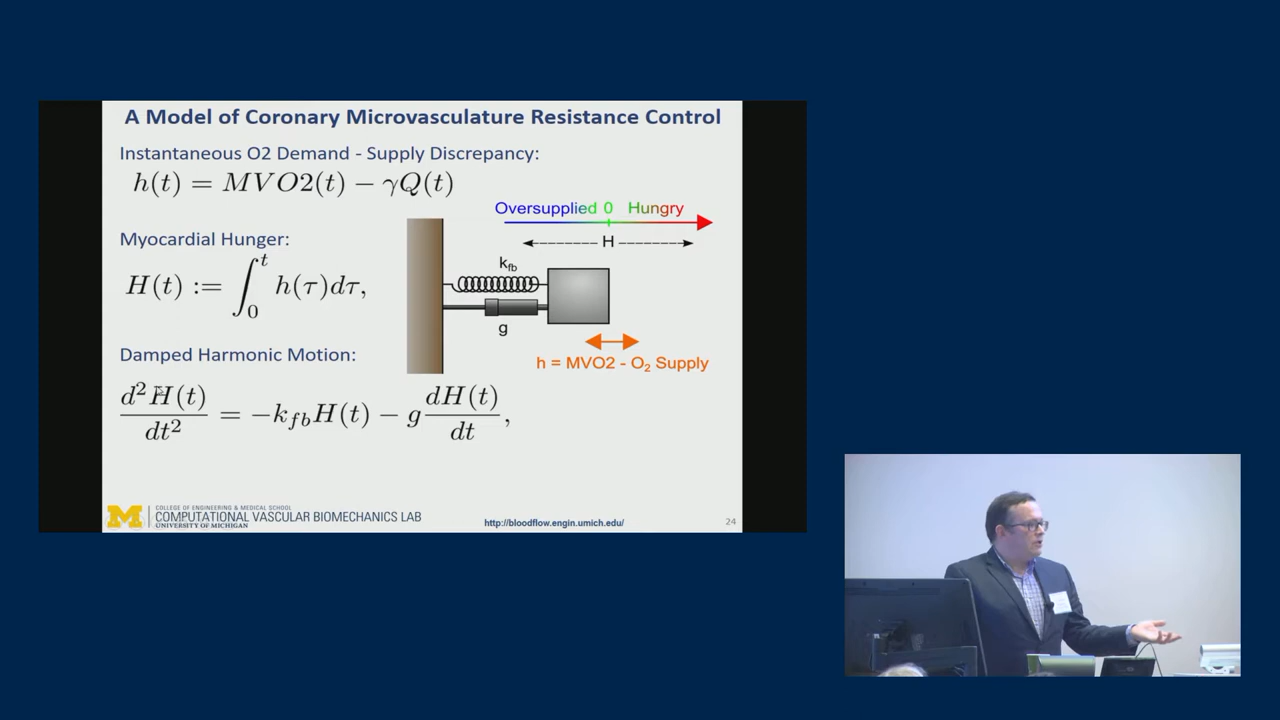 A Model of Coronary Microvasculature Resistance Control
Instantaneous O2 Demand - Supply Discrepancy:
h(t) = MVO2(t) − γQ(t)
Oversupplied 0 Hungry
H
Myocardial Hunger:
H(t) := ∫₀ᵗ h(τ)dτ,
k_fb
g
h = MVO2 - O₂ Supply
Damped Harmonic Motion:
d²H(t)/dt² = −k_fb H(t) − g dH(t)/dt,
M
COLLEGE OF ENGINEERING & MEDICAL SCHOOL
COMPUTATIONAL VASCULAR BIOMECHANICS LAB
UNIVERSITY OF MICHIGAN
http://bloodflow.engin.umich.edu/
24